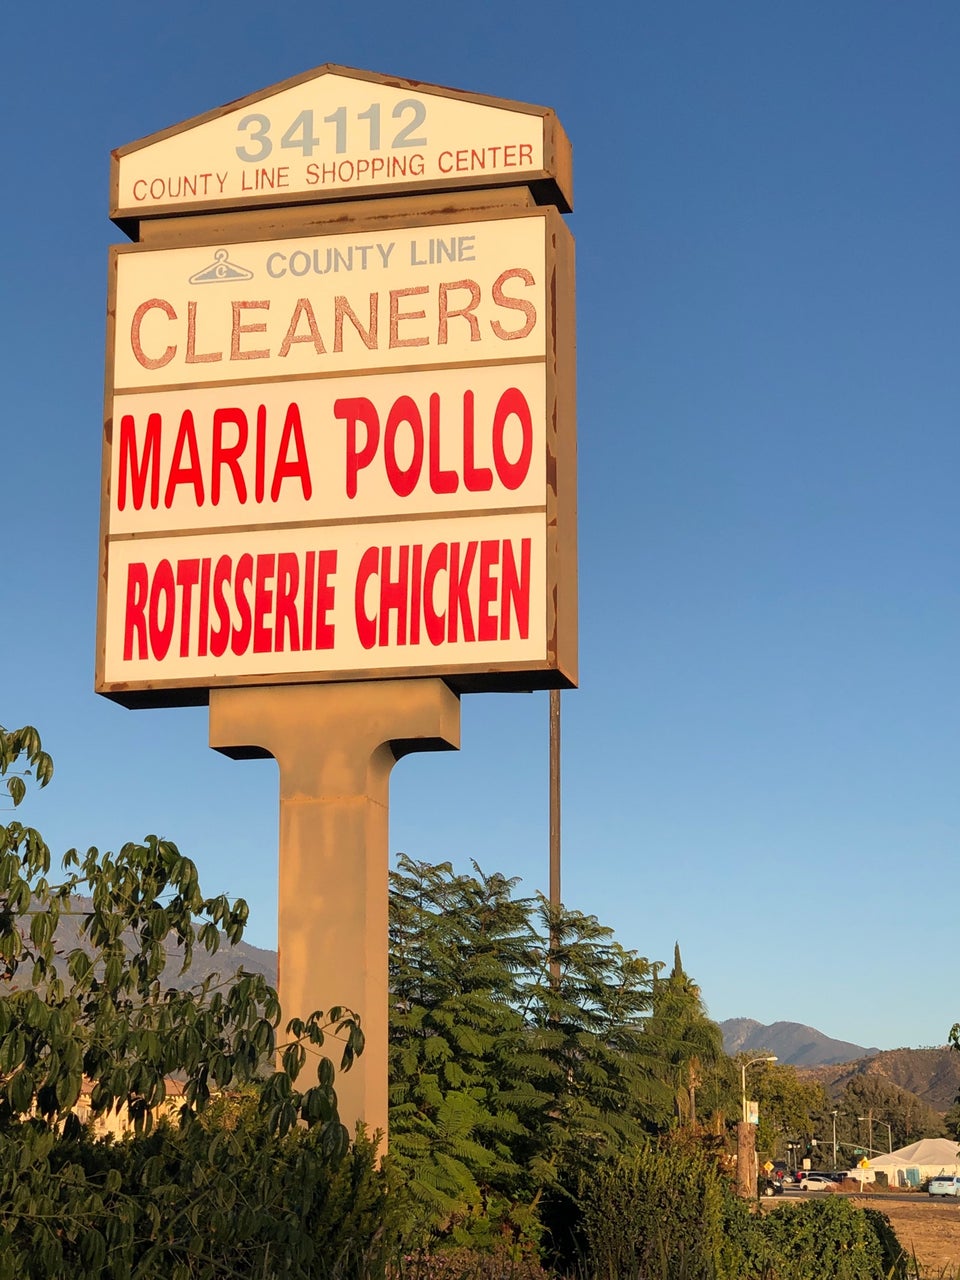 34112
COUNTY LINE SHOPPING CENTER
C
COUNTY LINE
CLEANERS
MARIA POLLO
ROTISSERIE CHICKEN